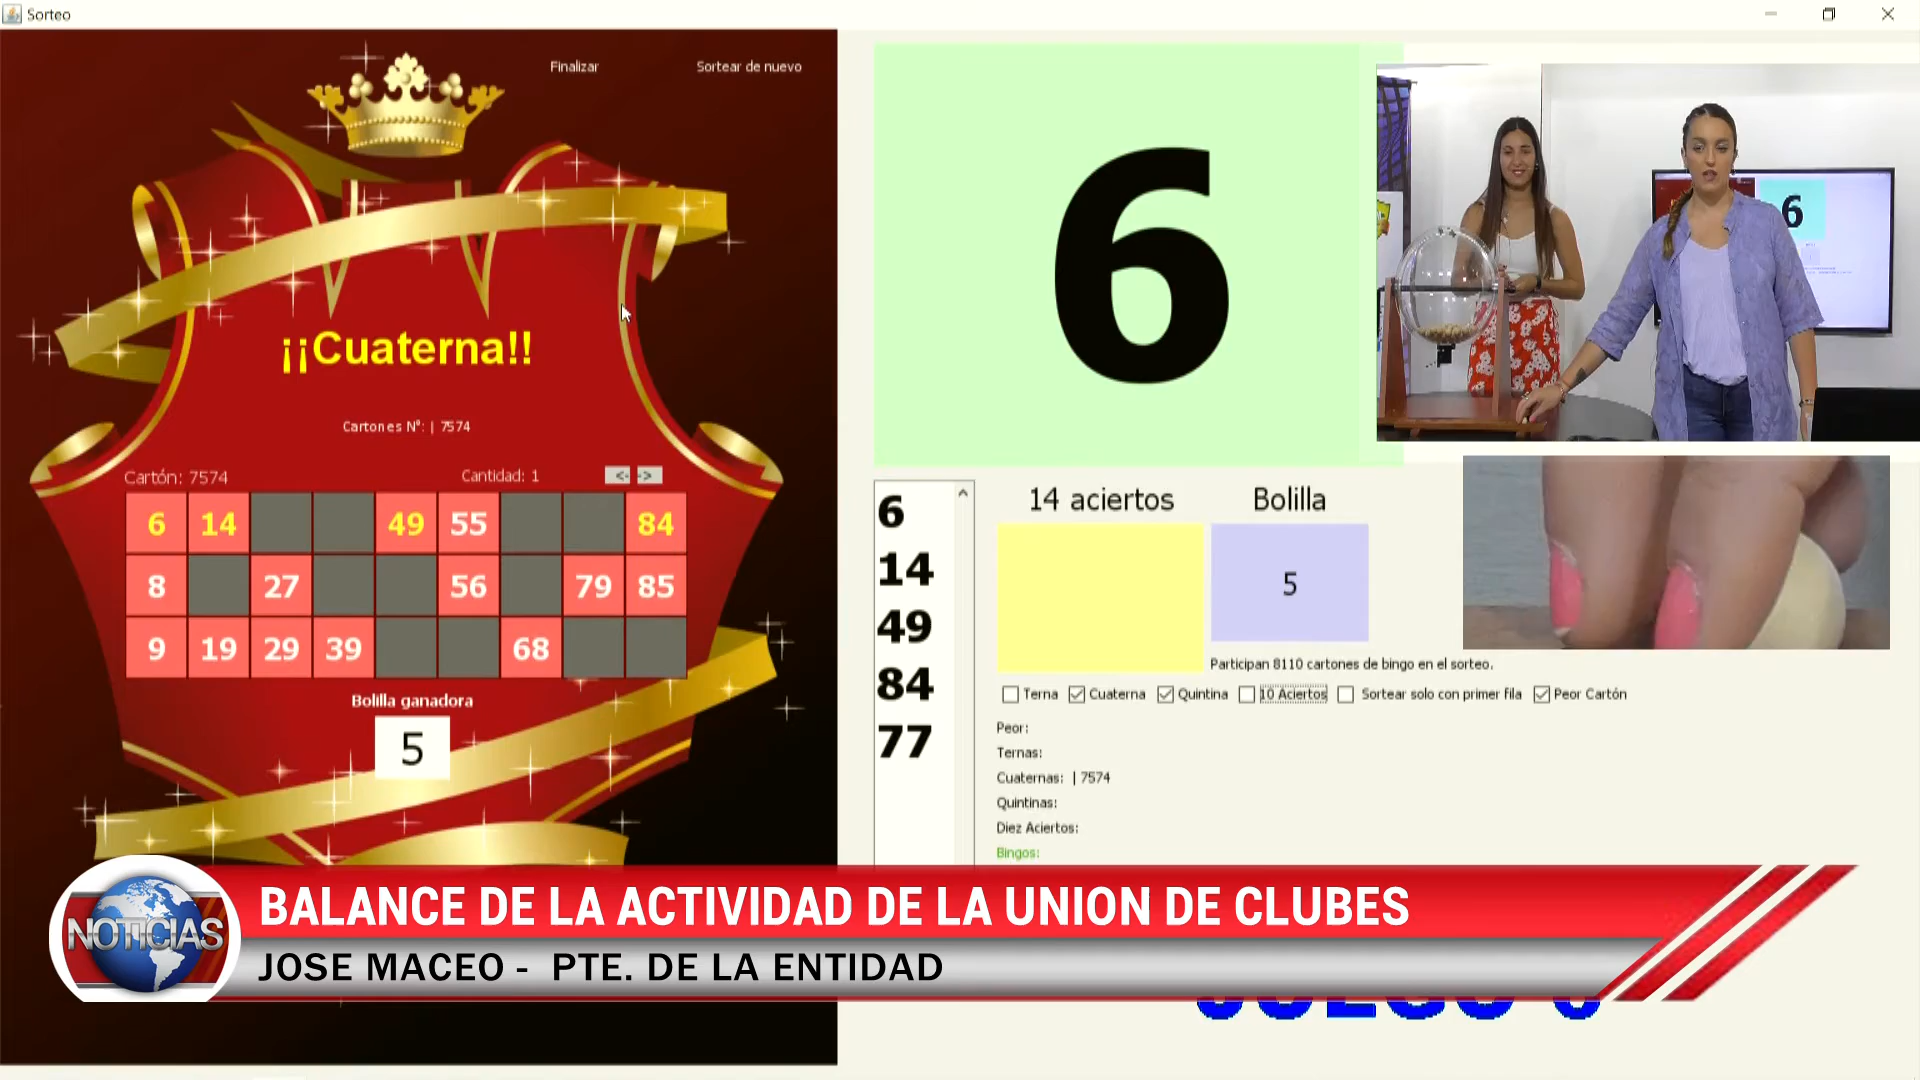 Sorteo
Finalizar
Sortear de nuevo
¡¡Cuaterna!!
Cartones Nº: | 7574
Cartón: 7574
Cantidad: 1
<- ->
6 14 49 55 84
8 27 56 79 85
9 19 29 39 68
Bolilla ganadora
5
6
6
6
14
49
84
77
14 aciertos
Bolilla
5
Participan 8110 cartones de bingo en el sorteo.
Terna Cuaterna Quintina 10 Aciertos Sortear solo con primer fila Peor Cartón
Peor:
Ternas:
Cuaternas: | 7574
Quintinas:
Diez Aciertos:
Bingos:
NOTICIAS
BALANCE DE LA ACTIVIDAD DE LA UNION DE CLUBES
JOSE MACEO - PTE. DE LA ENTIDAD